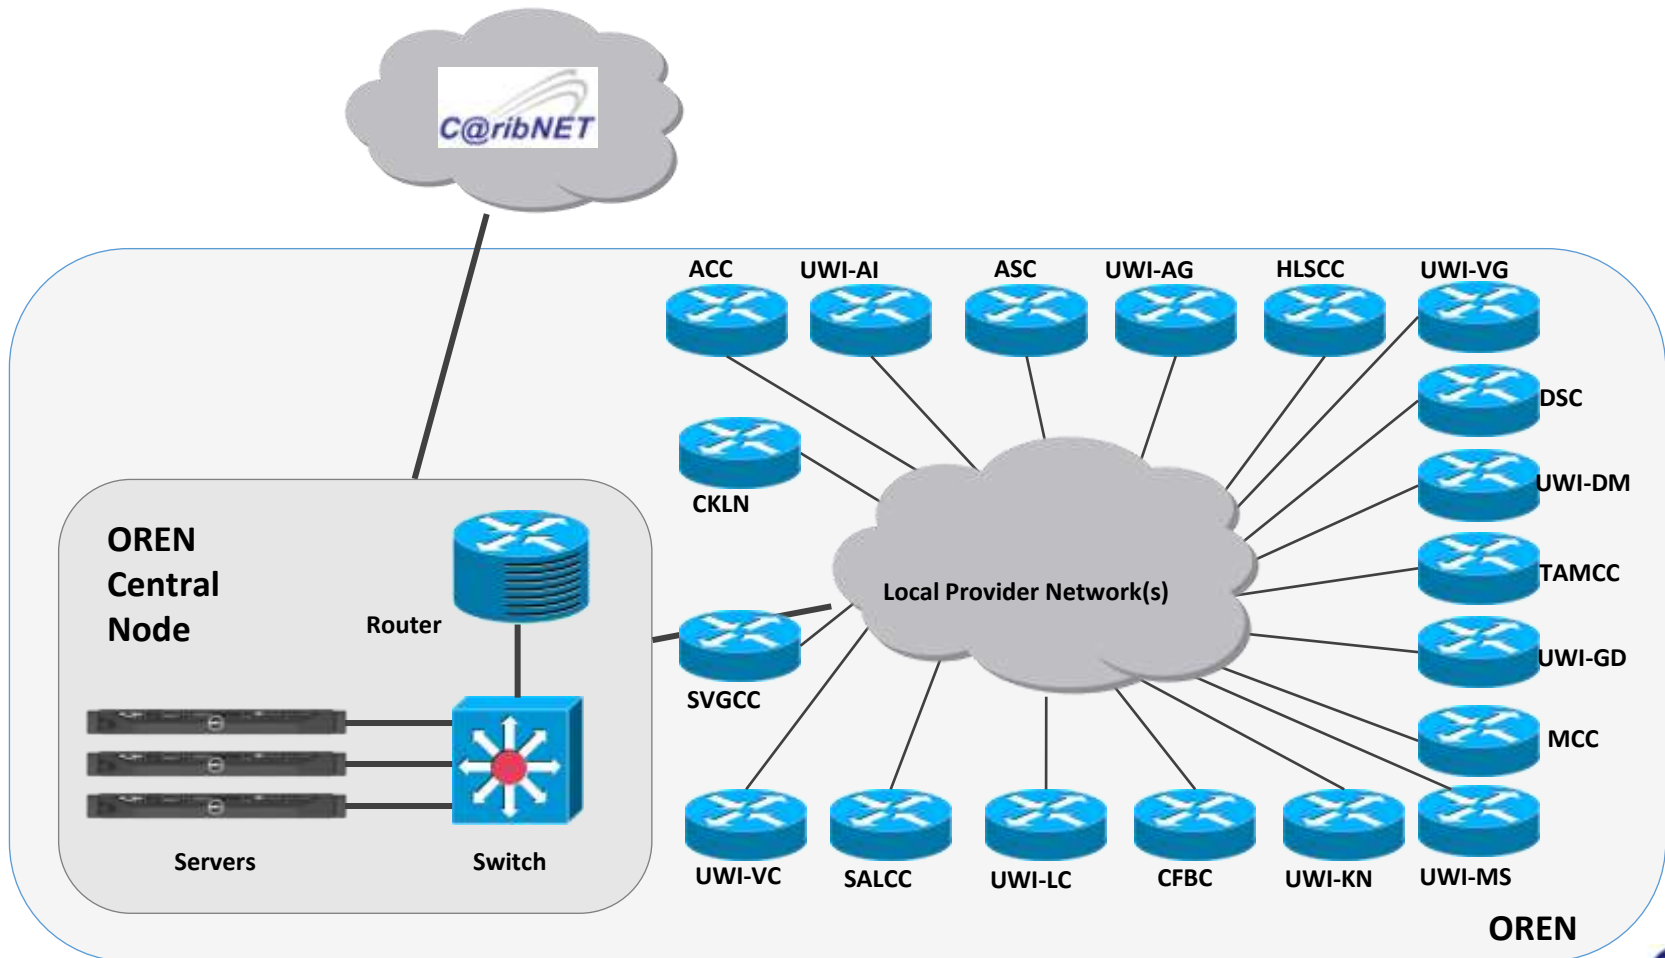 C@ribNET
ACC
UWI-AI
ASC
UWI-AG
HLSCC
UWI-VG
DSC
CKLN
UWI-DM
OREN
Central
Node
Router
Local Provider Network(s)
TAMCC
SVGCC
UWI-GD
MCC
Servers
Switch
UWI-VC
SALCC
UWI-LC
CFBC
UWI-KN
UWI-MS
OREN